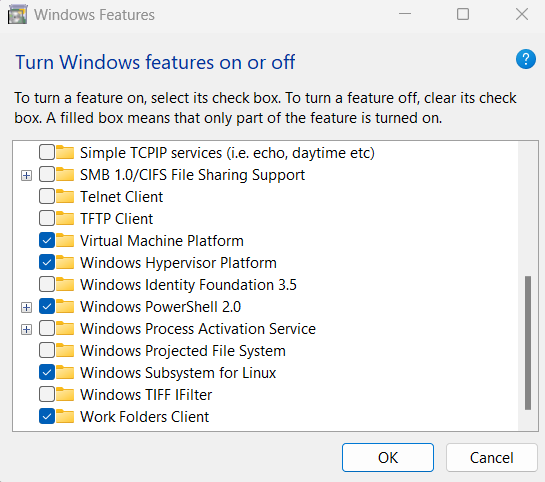 Windows Features
Turn Windows features on or off
?
To turn a feature on, select its check box. To turn a feature off, clear its check
box. A filled box means that only part of the feature is turned on.
Simple TCPIP services (i.e. echo, daytime etc)
SMB 1.0/CIFS File Sharing Support
Telnet Client
TFTP Client
Virtual Machine Platform
Windows Hypervisor Platform
Windows Identity Foundation 3.5
Windows PowerShell 2.0
Windows Process Activation Service
Windows Projected File System
Windows Subsystem for Linux
Windows TIFF IFilter
Work Folders Client
OK
Cancel